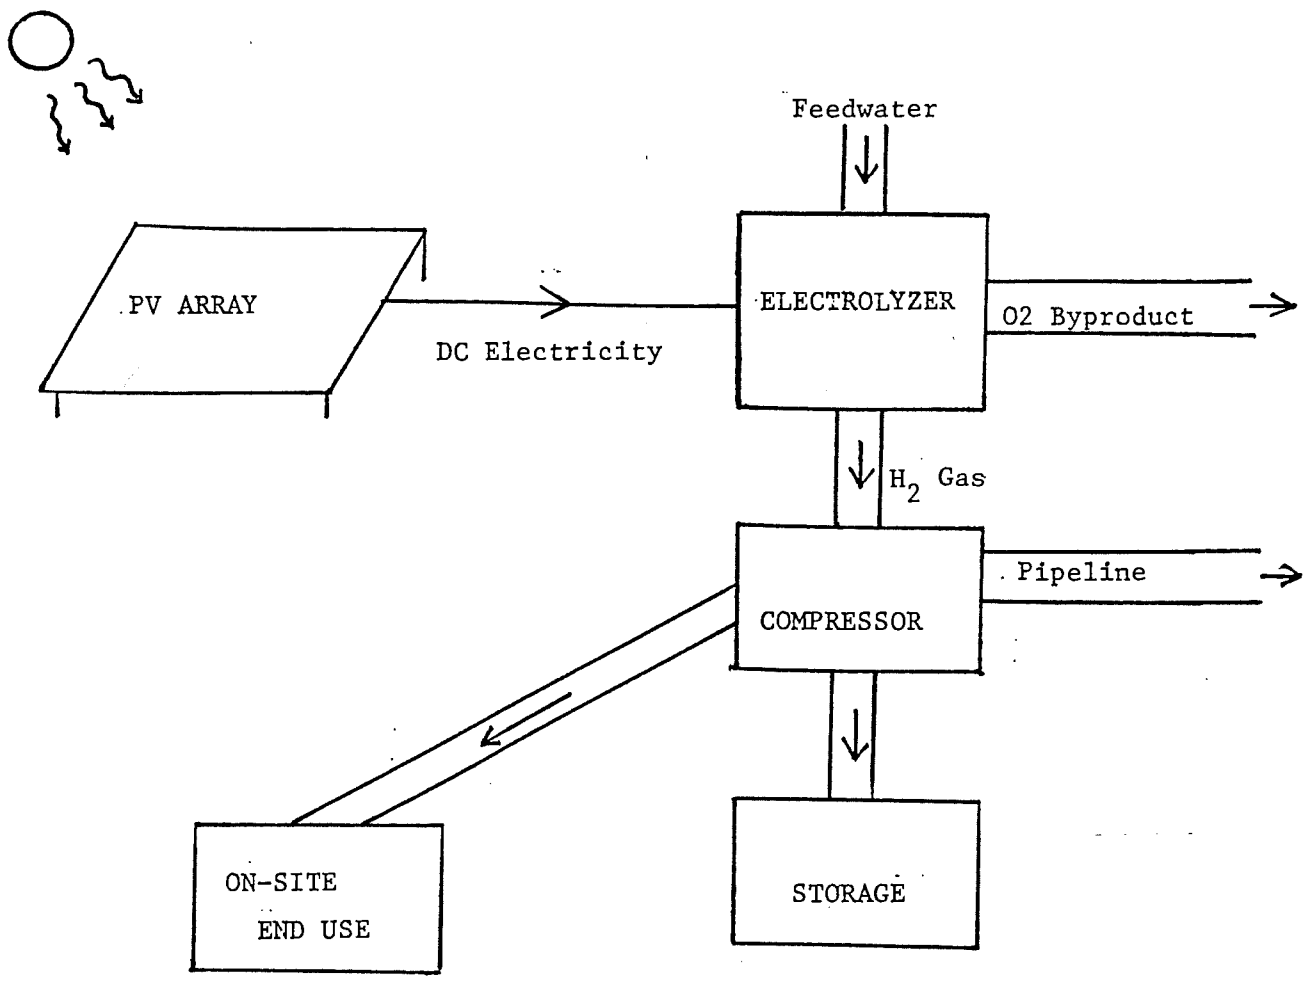 Feedwater
PV ARRAY
ELECTROLYZER
O2 Byproduct
DC Electricity
H₂ Gas
Pipeline
COMPRESSOR
ON-SITE
END USE
STORAGE